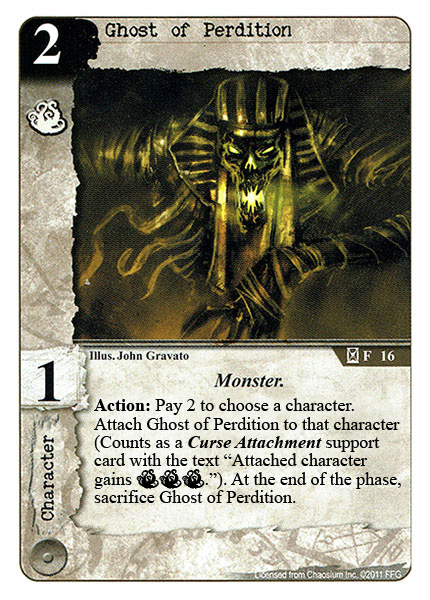 2
Ghost of Perdition
Illus. John Gravato
F 16
1
Character
Monster.
Action: Pay 2 to choose a character.
Attach Ghost of Perdition to that character
(Counts as a Curse Attachment support
card with the text “Attached character
gains .”). At the end of the phase,
sacrifice Ghost of Perdition.
Licensed from Chaosium Inc. ©2011 FFG